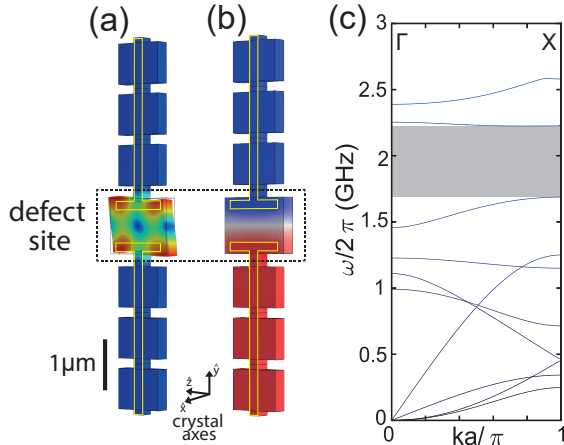 (a)
(b)
(c)
defect
site
1μm
ŷ
ẑ
x̂
crystal
axes
Γ
X
3
2.5
2
1.5
1
0.5
0
ω/2 π (GHz)
0
1
ka/ π